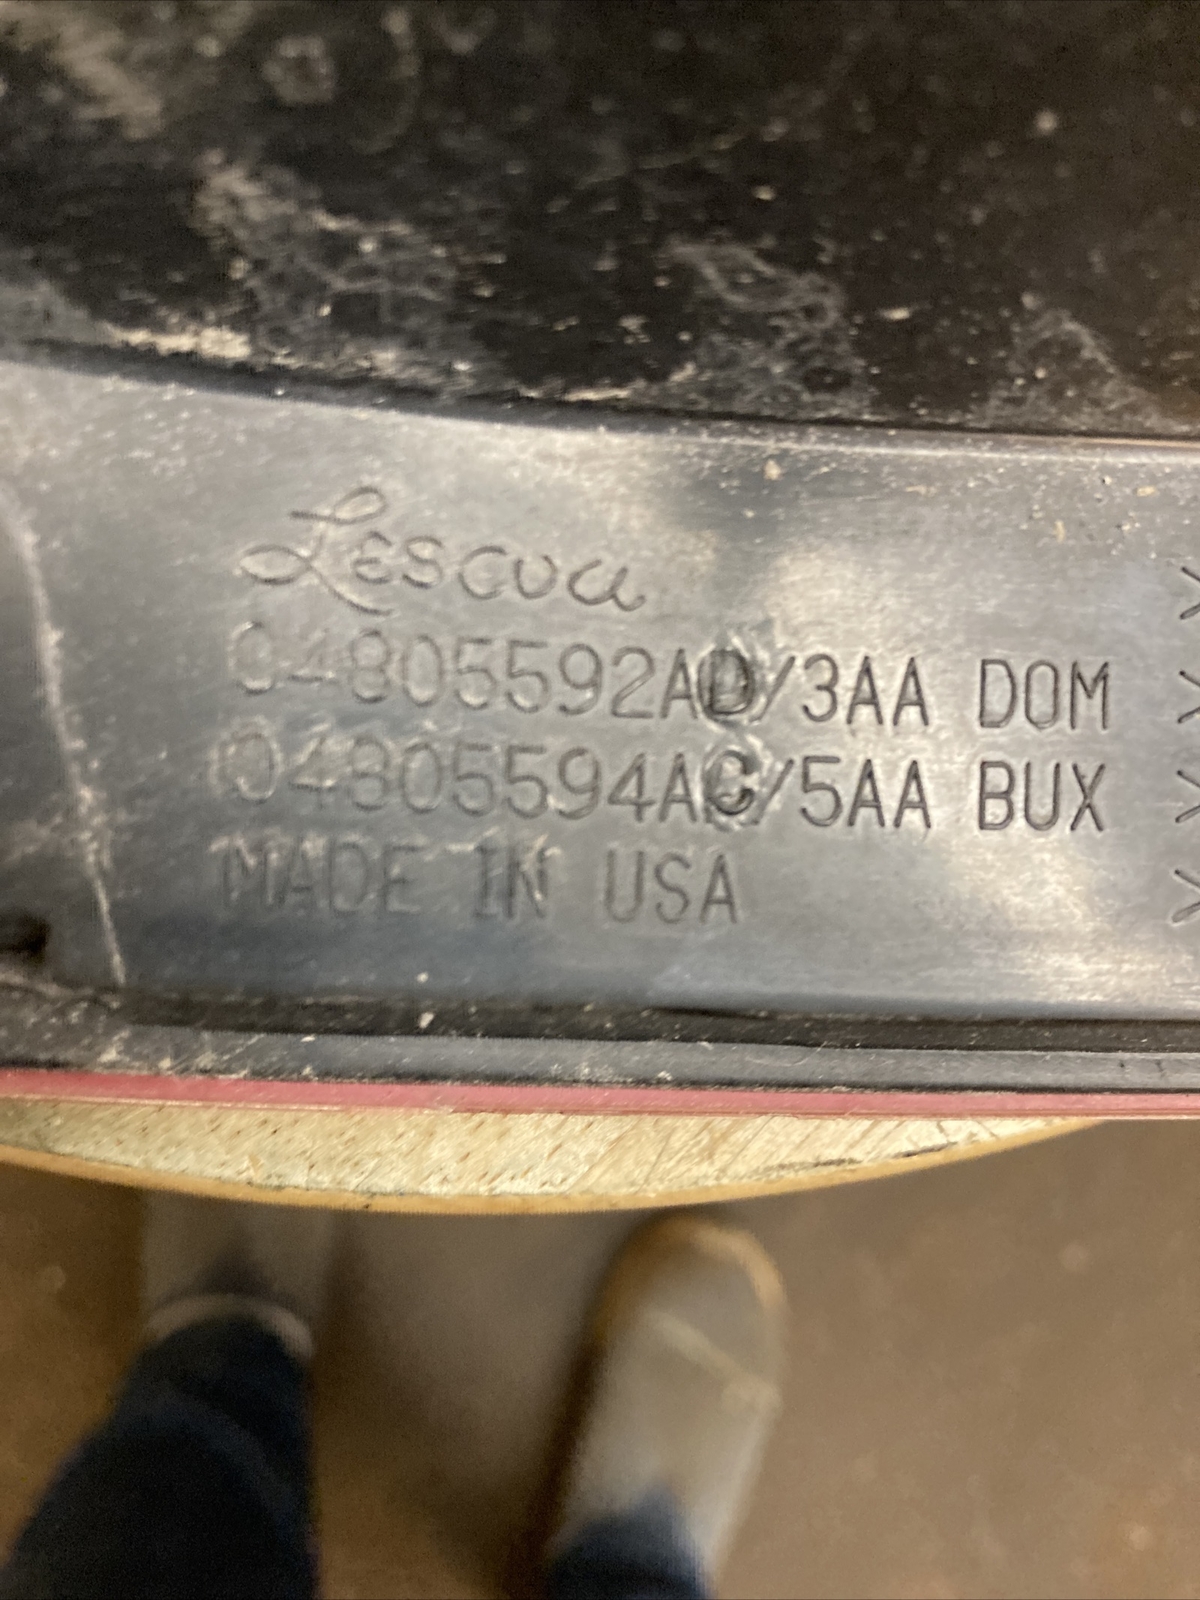 Lescoa
04805592AD/3AA DOM
04805594AC/5AA BUX
MADE IN USA